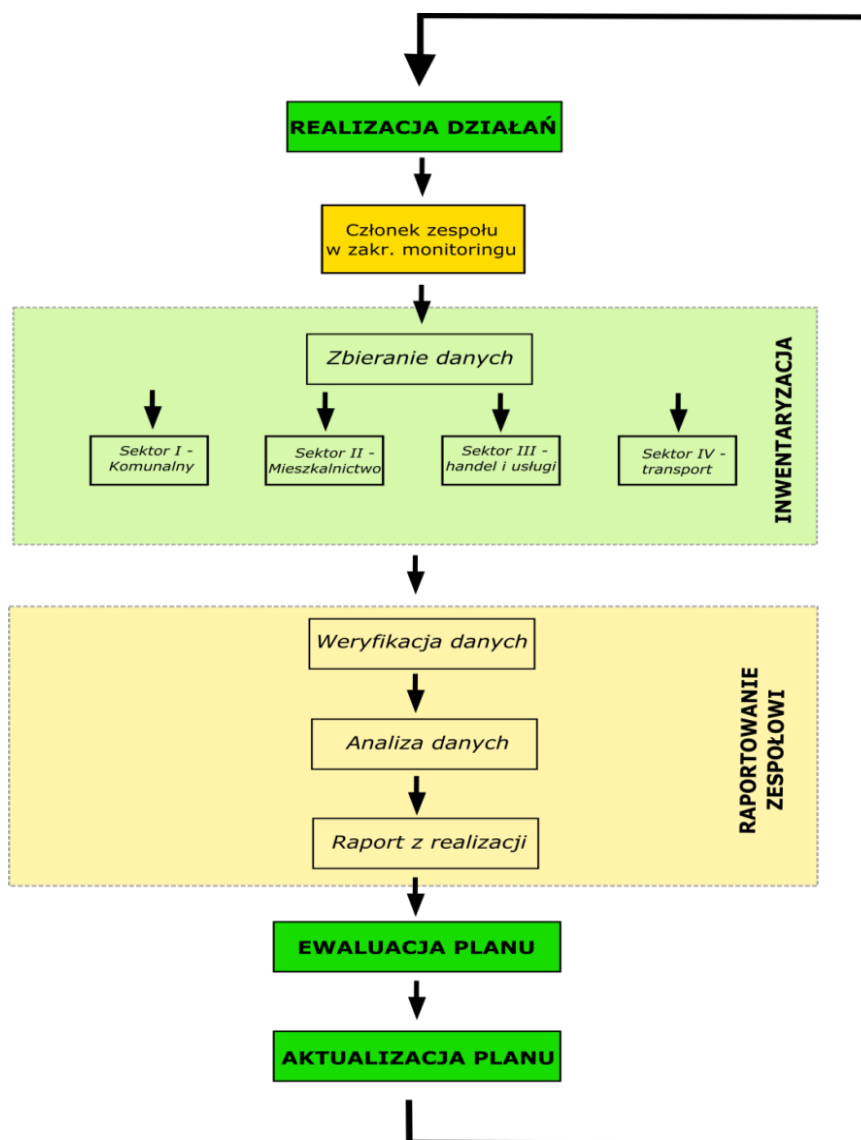 REALIZACJA DZIAŁAŃ
Członek zespołu
w zakr. monitoringu
Zbieranie danych
Sektor I -
Komunalny
Sektor II -
Mieszkalnictwo
Sektor III -
handel i usługi
Sektor IV -
transport
INWENTARYZACJA
Weryfikacja danych
Analiza danych
Raport z realizacji
RAPORTOWANIE
ZESPOŁOWI
EWALUACJA PLANU
AKTUALIZACJA PLANU